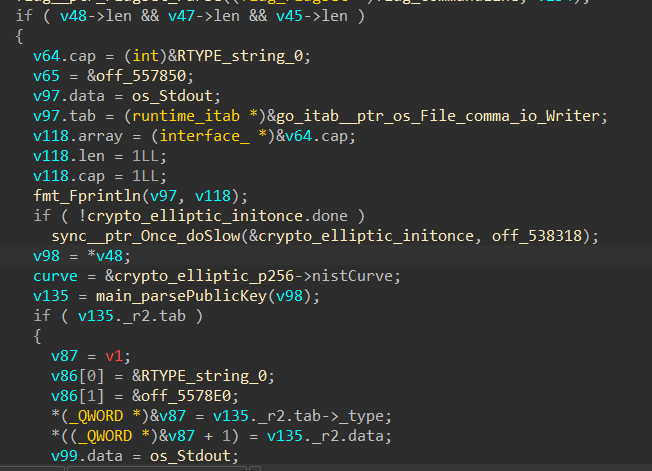 if ( v48->len && v47->len && v45->len )
{
v64.cap = (int)&RTYPE_string_0;
v65 = &off_557850;
v97.data = os_Stdout;
v97.tab = (runtime_itab *)&go_itab__ptr_os_File_comma_io_Writer;
v118.array = (interface_ *)&v64.cap;
v118.len = 1LL;
v118.cap = 1LL;
fmt_Fprintln(v97, v118);
if ( !crypto_elliptic_initonce.done )
sync__ptr_Once_doSlow(&crypto_elliptic_initonce, off_538318);
v98 = *v48;
curve = &crypto_elliptic_p256->nistCurve;
v135 = main_parsePublicKey(v98);
if ( v135._r2.tab )
{
v87 = v1;
v86[0] = &RTYPE_string_0;
v86[1] = &off_5578E0;
*(_QWORD *)&v87 = v135._r2.tab->_type;
*((_QWORD *)&v87 + 1) = v135._r2.data;
v99.data = os_Stdout;